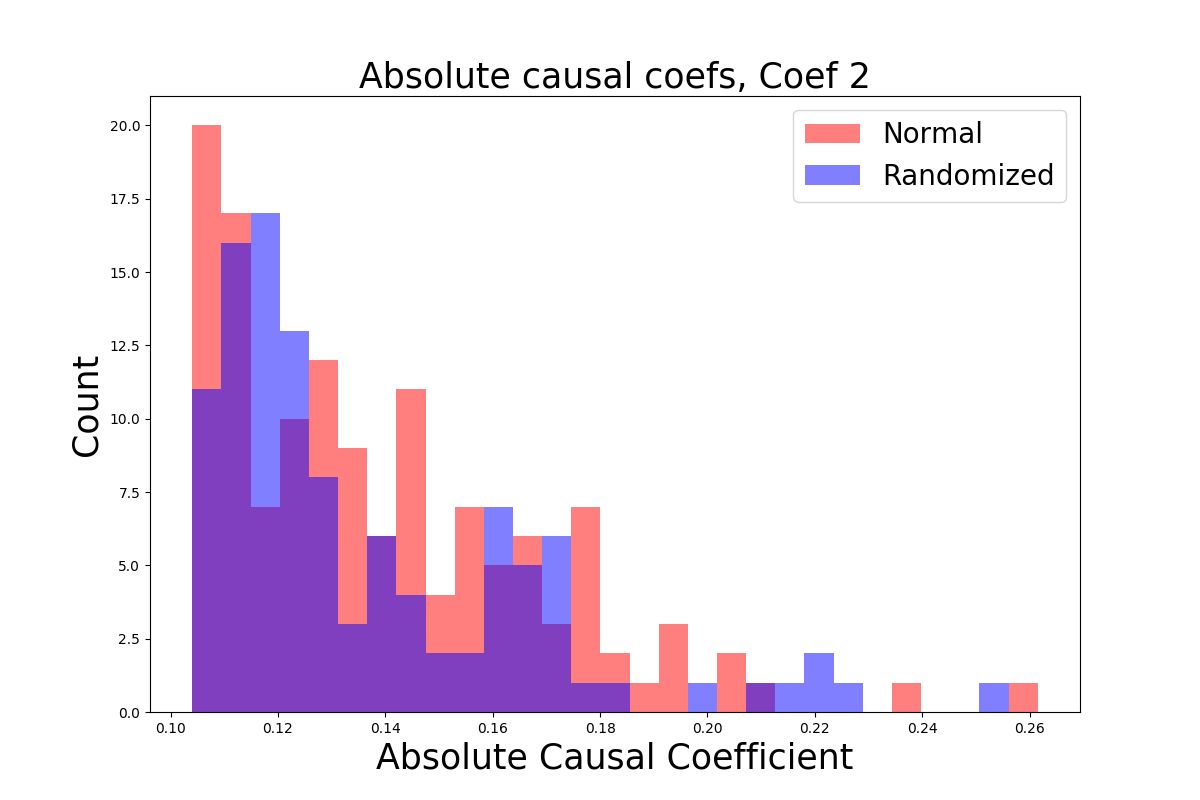 Absolute causal coefs, Coef 2
Normal
Randomized
20.0
17.5
15.0
12.5
10.0
7.5
5.0
2.5
0.0
Count
0.10 0.12 0.14 0.16 0.18 0.20 0.22 0.24 0.26
Absolute Causal Coefficient